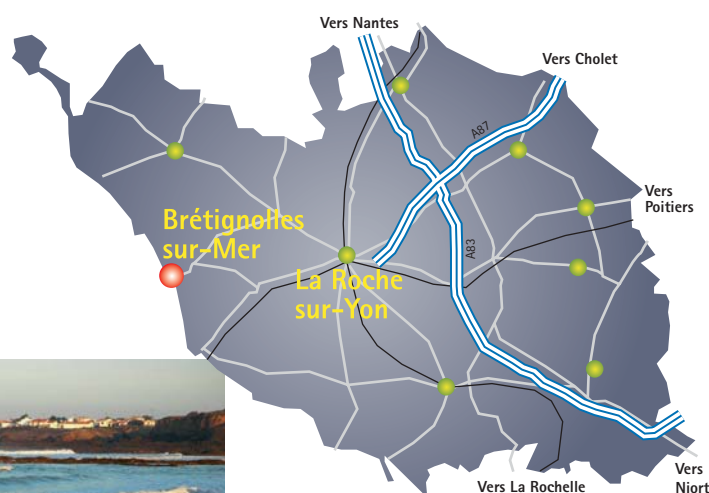 Vers Nantes
Vers Cholet
A87
Vers
Poitiers
Brétignolles
sur-Mer
A83
La Roche
sur-Yon
Vers La Rochelle
Vers
Niort